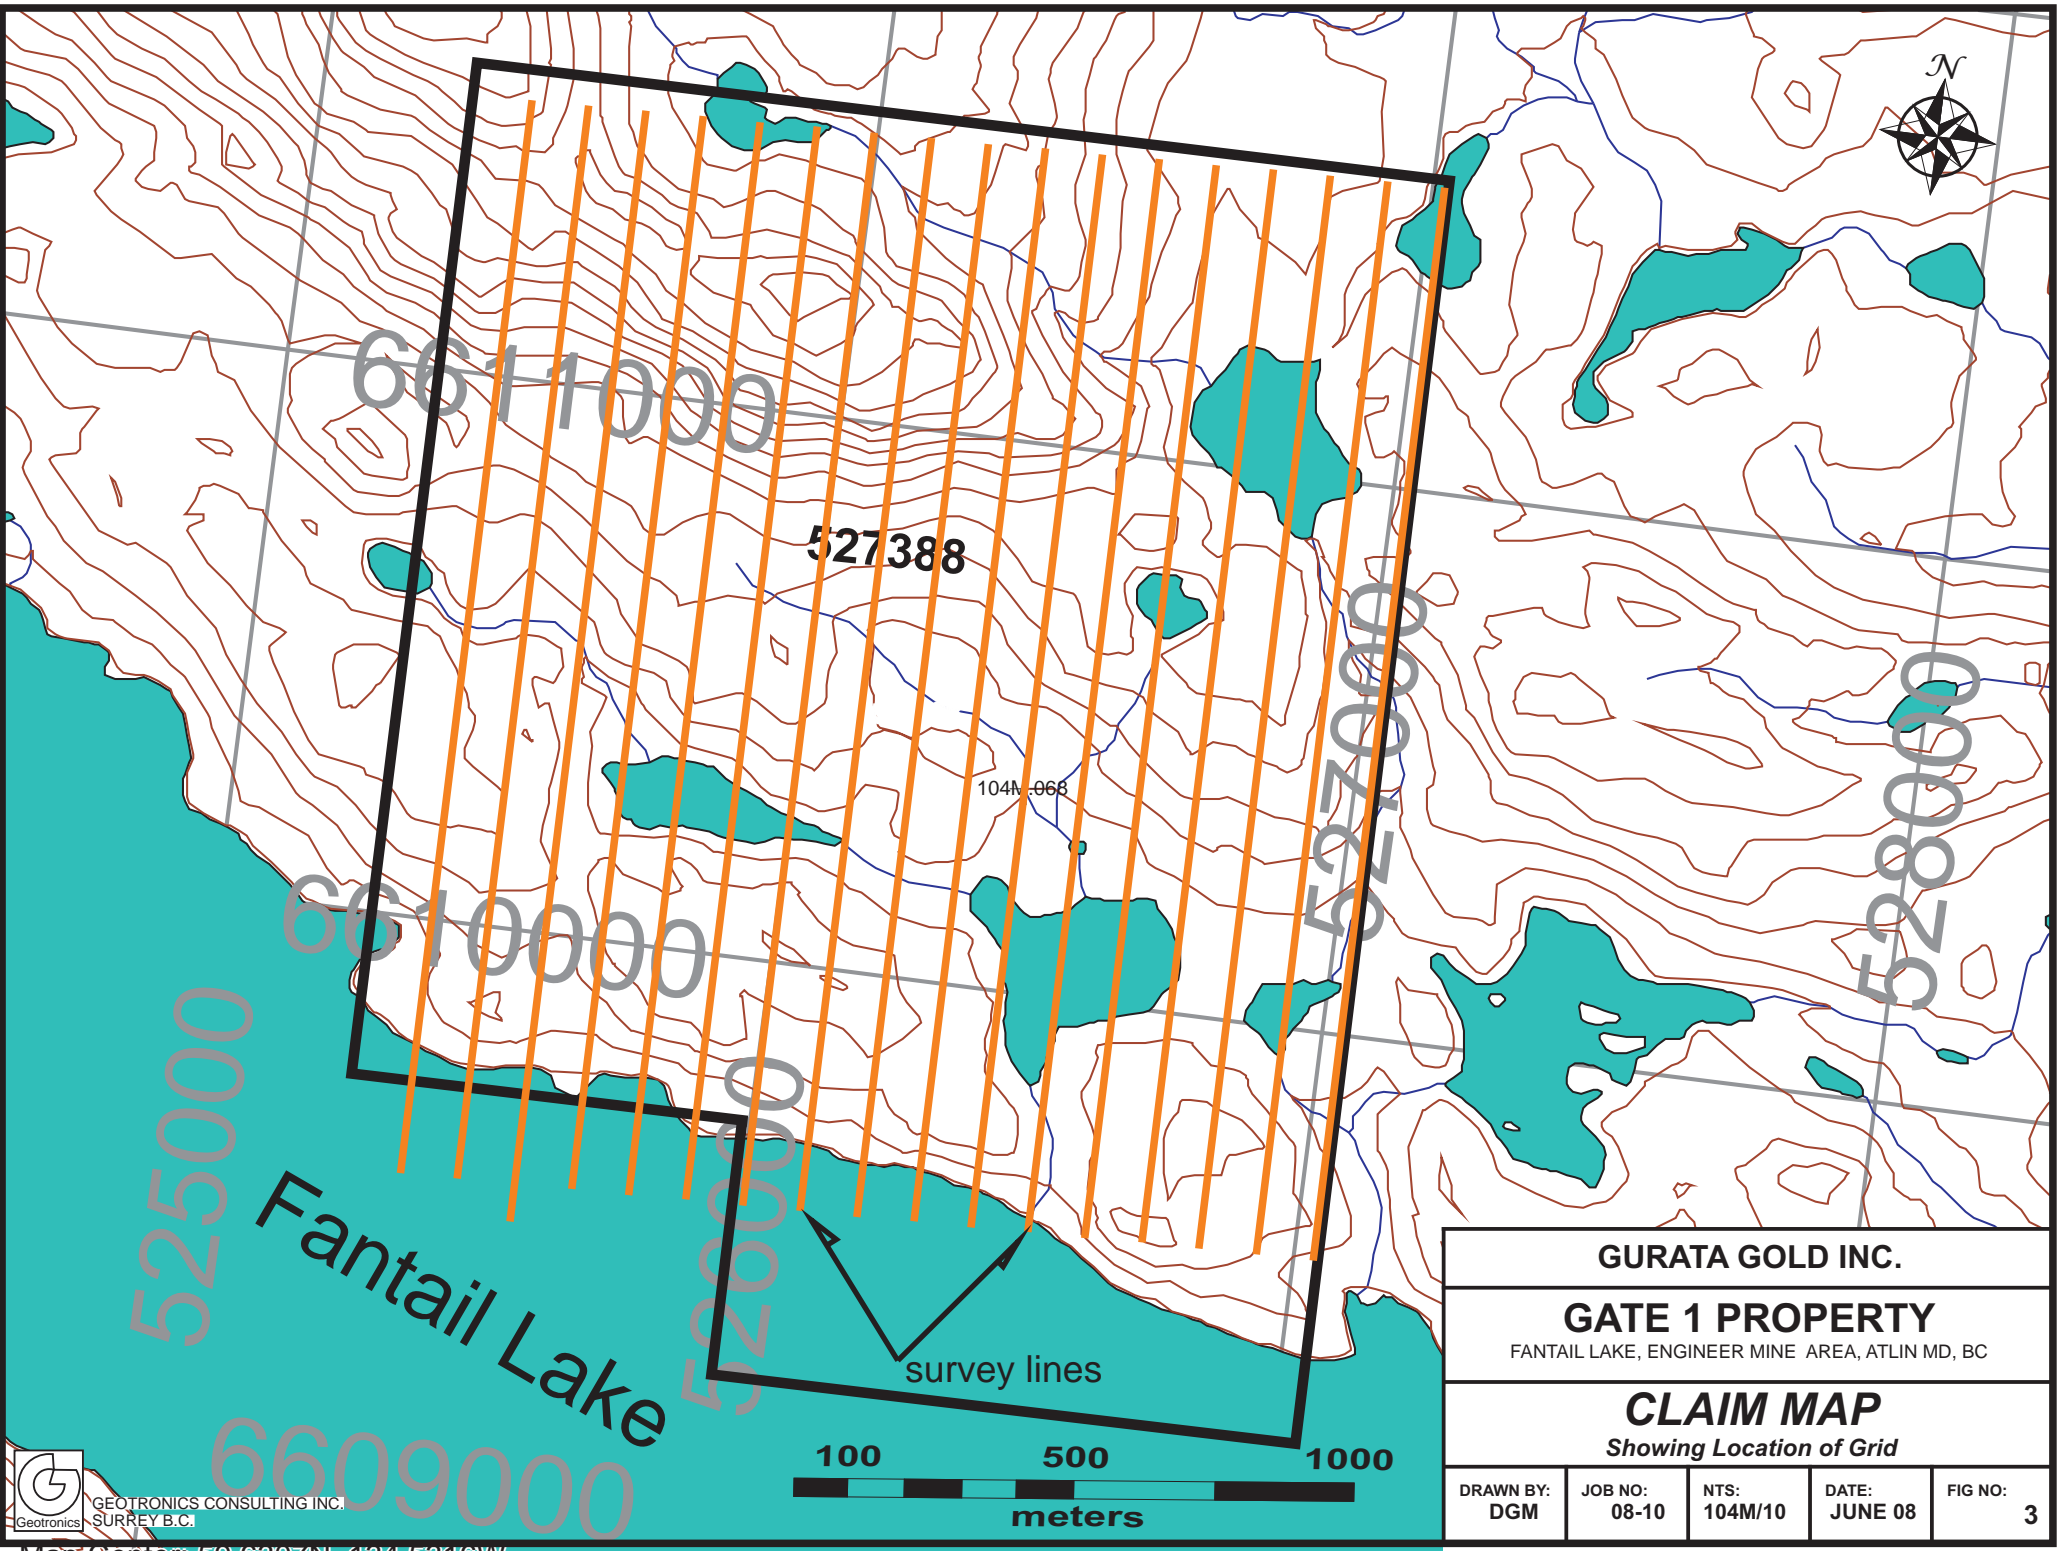 N
6611000
527388
527000
528000
104M.068
6610000
525000
526000
Fantail Lake
survey lines
6609000
100 500 1000
meters
GEOTRONICS CONSULTING INC.
SURREY B.C.
Geotronics
GURATA GOLD INC.
GATE 1 PROPERTY
FANTAIL LAKE, ENGINEER MINE AREA, ATLIN MD, BC
CLAIM MAP
Showing Location of Grid
DRAWN BY: JOB NO: NTS: DATE: FIG NO:
DGM 08-10 104M/10 JUNE 08 3